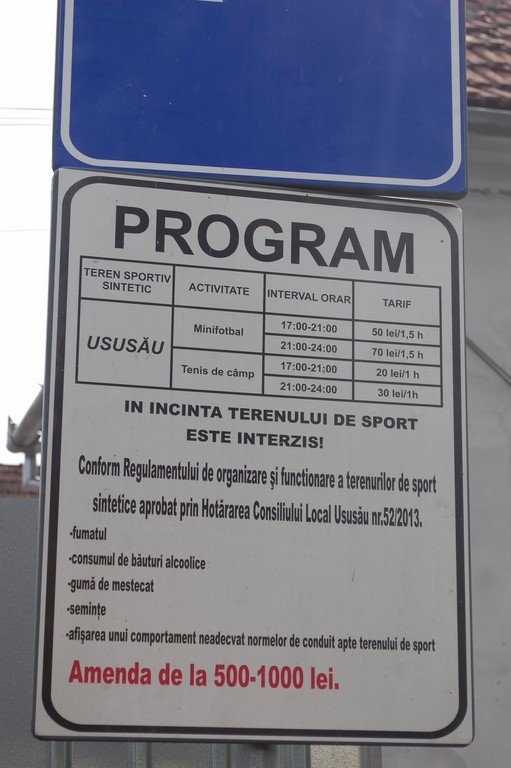 PROGRAM
TEREN SPORTIV SINTETIC ACTIVITATE INTERVAL ORAR TARIF
USUSĂU Minifotbal 17:00-21:00 50 lei/1,5 h
21:00-24:00 70 lei/1,5 h
Tenis de câmp 17:00-21:00 20 lei/1 h
21:00-24:00 30 lei/1h
IN INCINTA TERENULUI DE SPORT
ESTE INTERZIS!
Conform Regulamentului de organizare şi functionare a terenurilor de sport
sintetice aprobat prin Hotărarea Consiliului Local Ususău nr.52/2013.
-fumatul
-consumul de băuturi alcoolice
-gumă de mestecat
-seminţe
-afişarea unui comportament neadecvat normelor de conduit apte terenului de sport
Amenda de la 500-1000 lei.